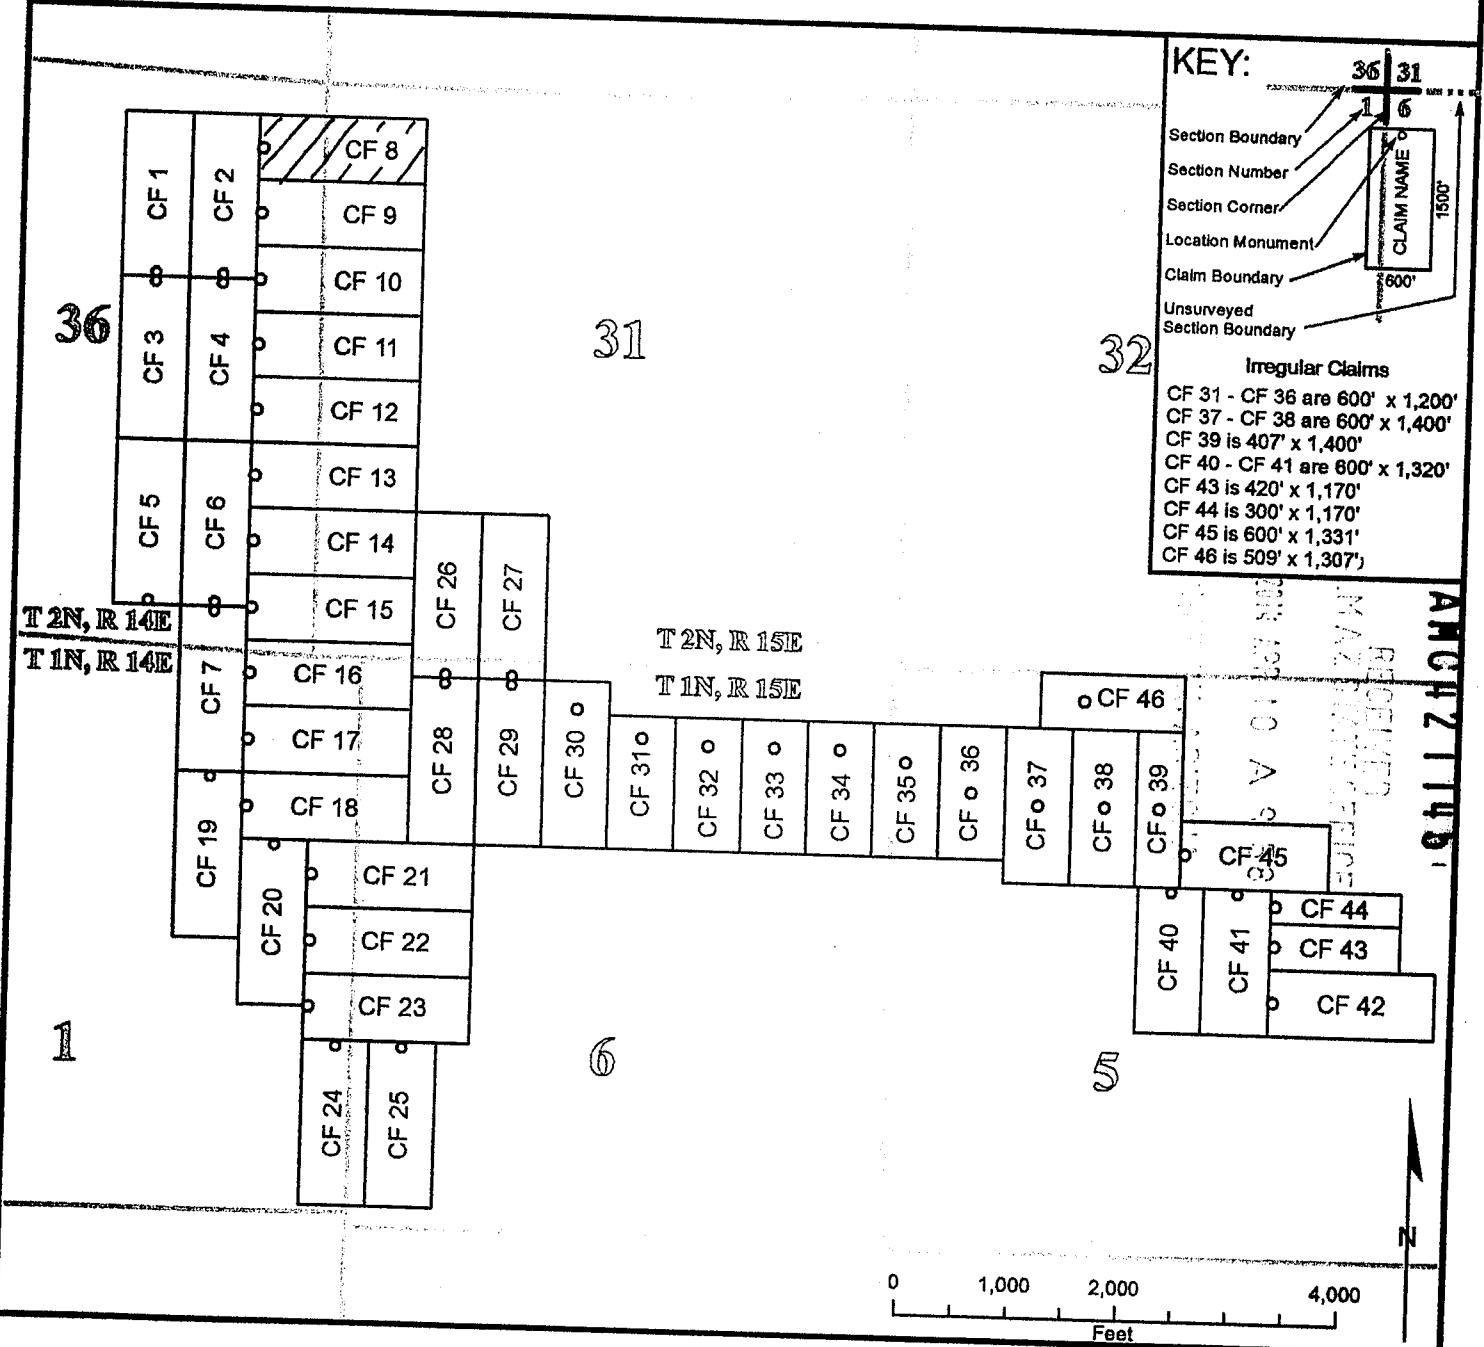 KEY:
36 31
1 6
Section Boundary
Section Number
Section Corner
Location Monument
Claim Boundary
Unsurveyed
Section Boundary
CLAIM NAME
1500'
600'
Irregular Claims
CF 31 - CF 36 are 600' x 1,200'
CF 37 - CF 38 are 600' x 1,400'
CF 39 is 407' x 1,400'
CF 40 - CF 41 are 600' x 1,320'
CF 43 is 420' x 1,170'
CF 44 is 300' x 1,170'
CF 45 is 600' x 1,331'
CF 46 is 509' x 1,307'
CF 1
CF 2
CF 8
CF 9
CF 10
36
CF 3
CF 4
CF 11
31
32
CF 12
CF 13
CF 5
CF 6
CF 14
CF 26
CF 27
CF 15
T 2N, R 14E
T 1N, R 14E
T 2N, R 15E
T 1N, R 15E
CF 7
CF 16
CF 17
CF 18
CF 28
CF 29
CF 30
CF 31
CF 32
CF 33
CF 34
CF 35
CF 36
CF 37
CF 38
CF 39
CF 46
CF 45
CF 19
CF 20
CF 21
CF 22
CF 23
CF 40
CF 41
CF 44
CF 43
CF 42
1
6
5
CF 24
CF 25
RECEIVED
N
0 1,000 2,000 4,000
Feet